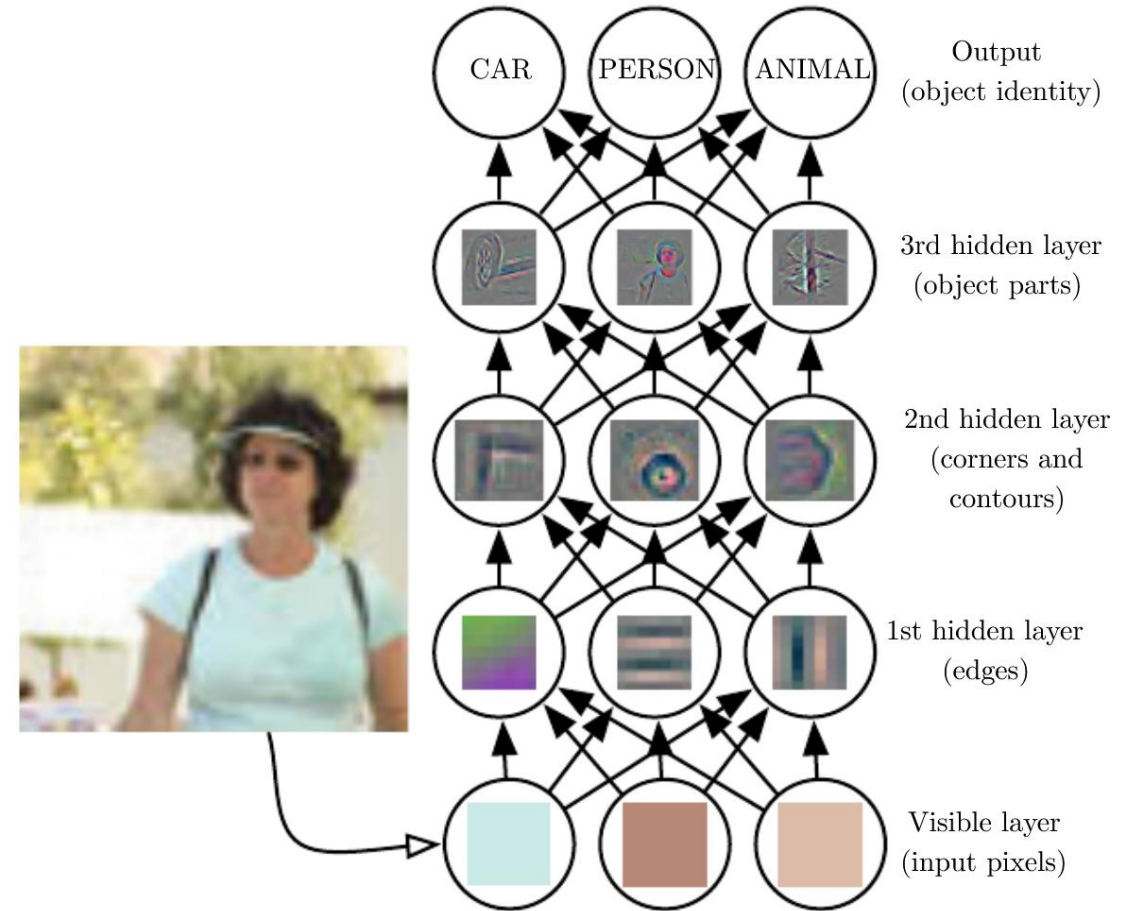 CAR
PERSON
ANIMAL
Output
(object identity)
3rd hidden layer
(object parts)
2nd hidden layer
(corners and
contours)
1st hidden layer
(edges)
Visible layer
(input pixels)